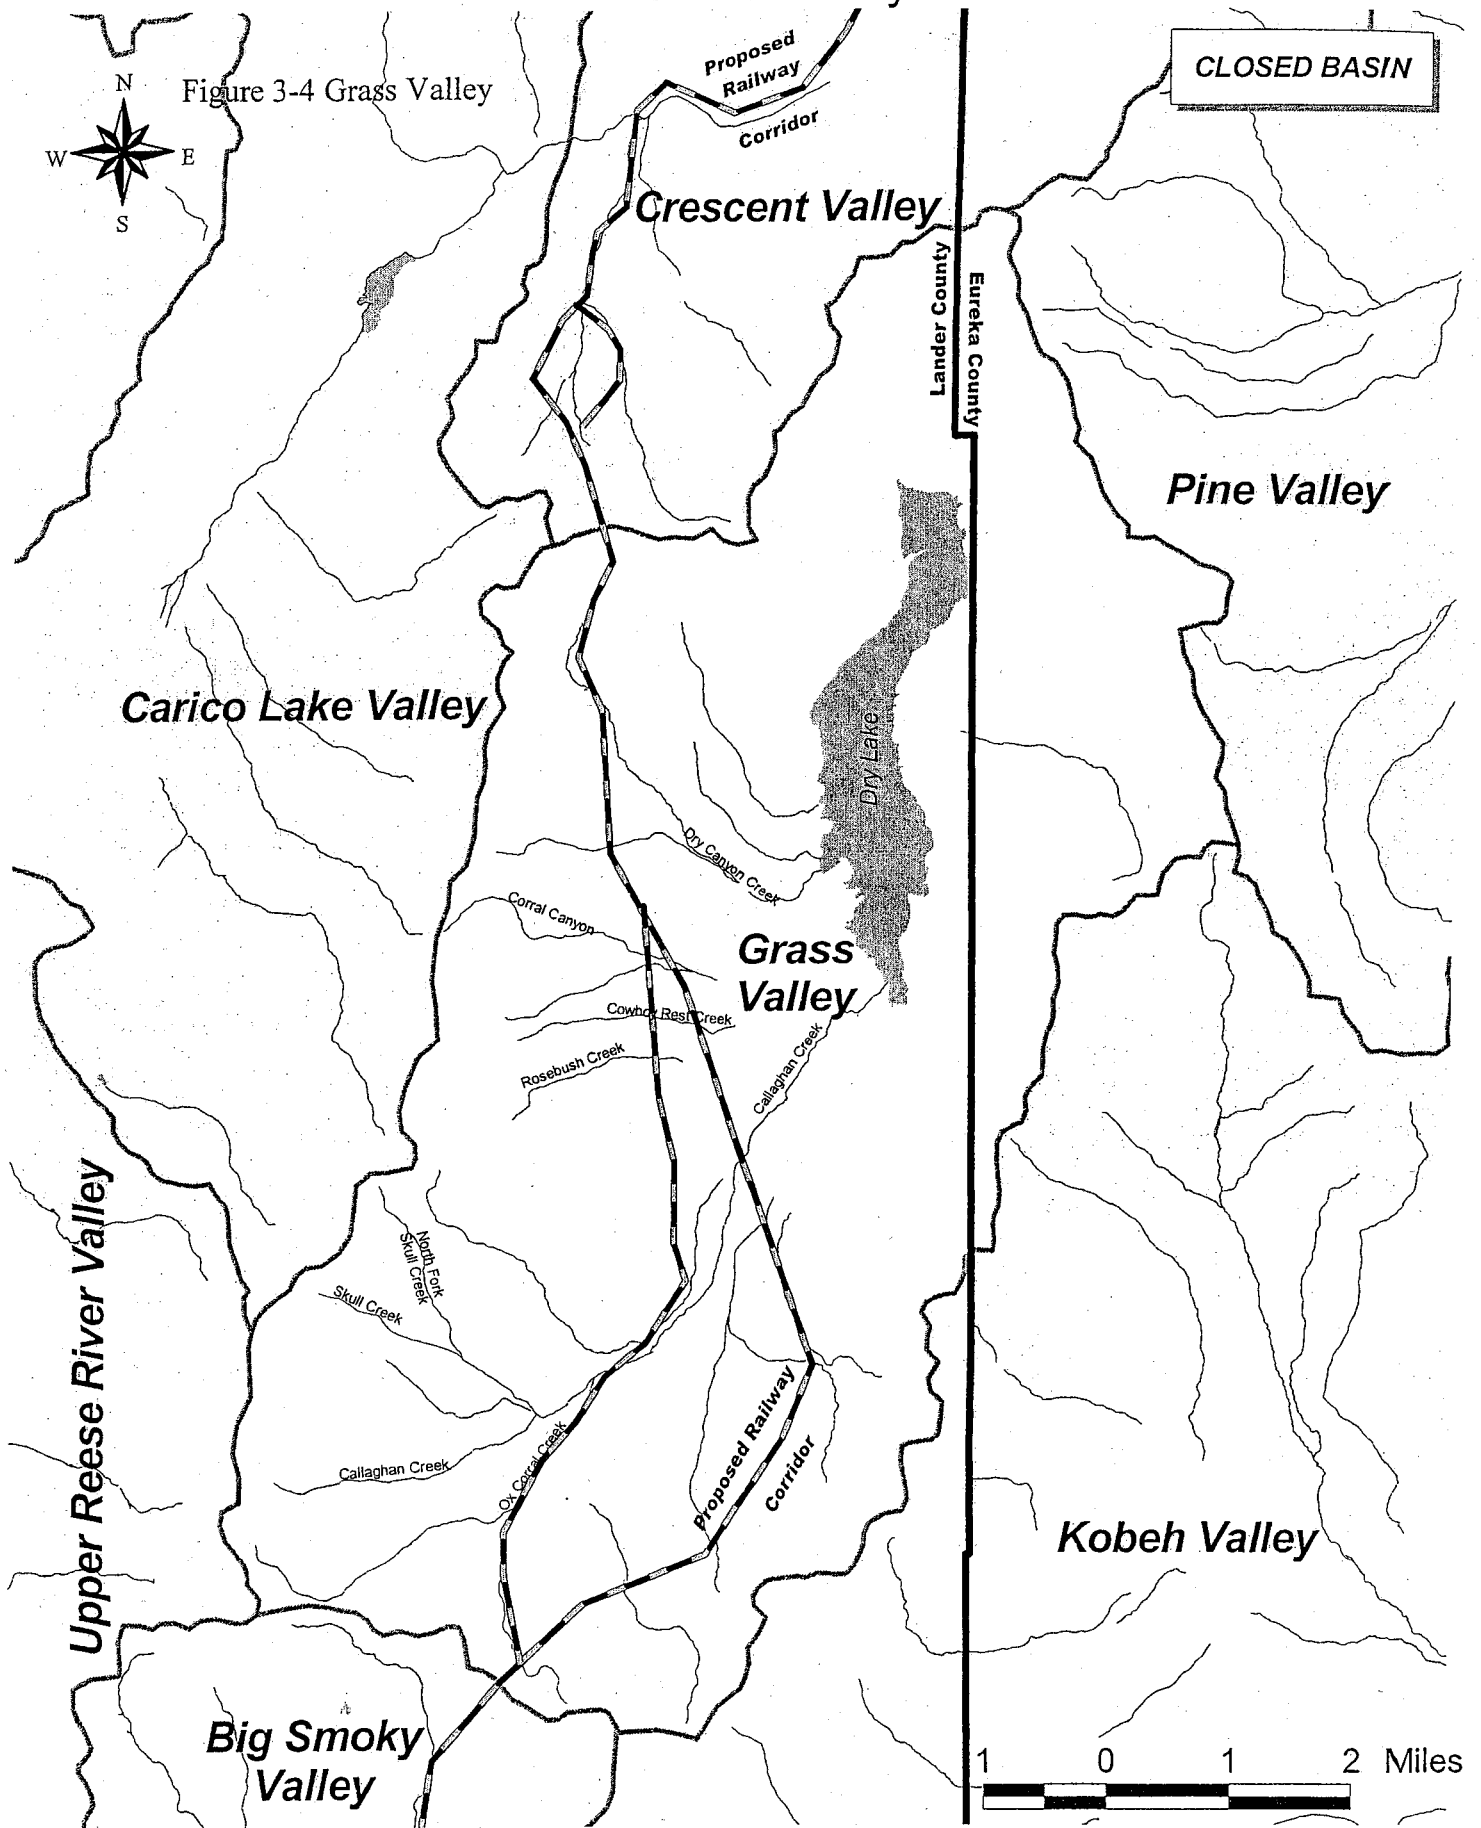 CLOSED BASIN
N
W
E
S
Figure 3-4 Grass Valley
Proposed
Railway
Corridor
Crescent Valley
Lander County
Eureka County
Pine Valley
Carico Lake Valley
Dry Lake
Dry Canyon Creek
Corral Canyon
Grass
Valley
Cowboy Rest Creek
Rosebush Creek
Callaghan Creek
Upper Reese River Valley
North Fork
Skull Creek
Skull Creek
Callaghan Creek
Ox Corral Creek
Proposed Railway
Corridor
Kobeh Valley
Big Smoky
Valley
1 0 1 2 Miles